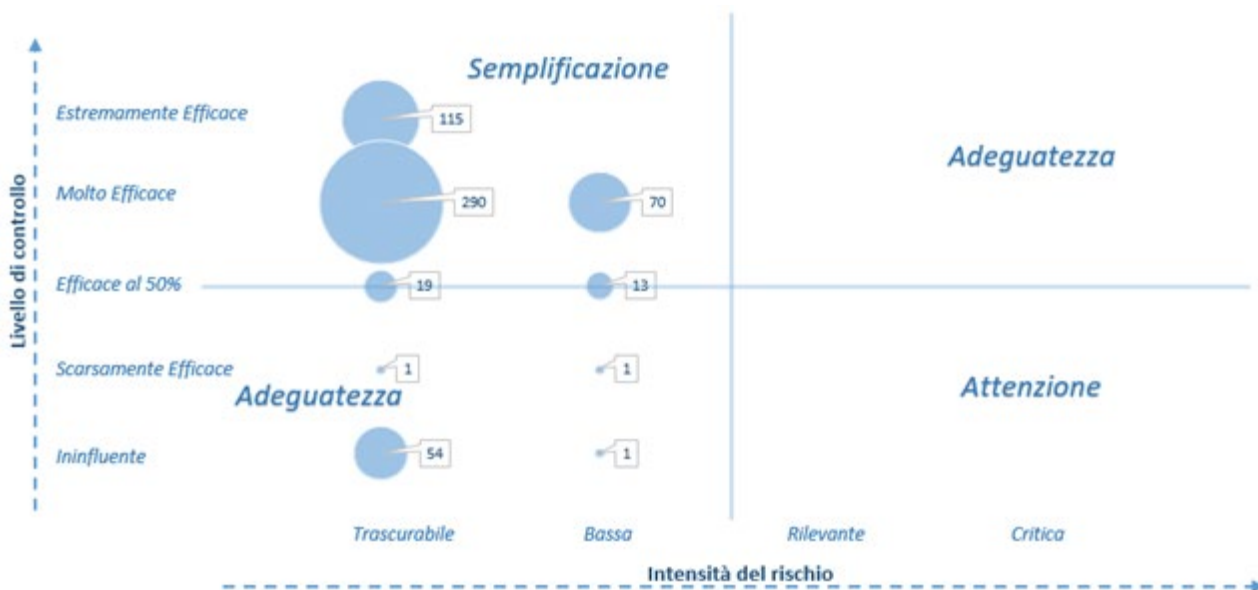 Semplificazione
Estremamente Efficace
115
Adeguatezza
Molto Efficace
290
70
Efficace al 50%
19
13
Livello di controllo
Scarsamente Efficace
1
1
Adeguatezza
Attenzione
Ininfluente
54
1
Trascurabile
Bassa
Rilevante
Critica
Intensità del rischio